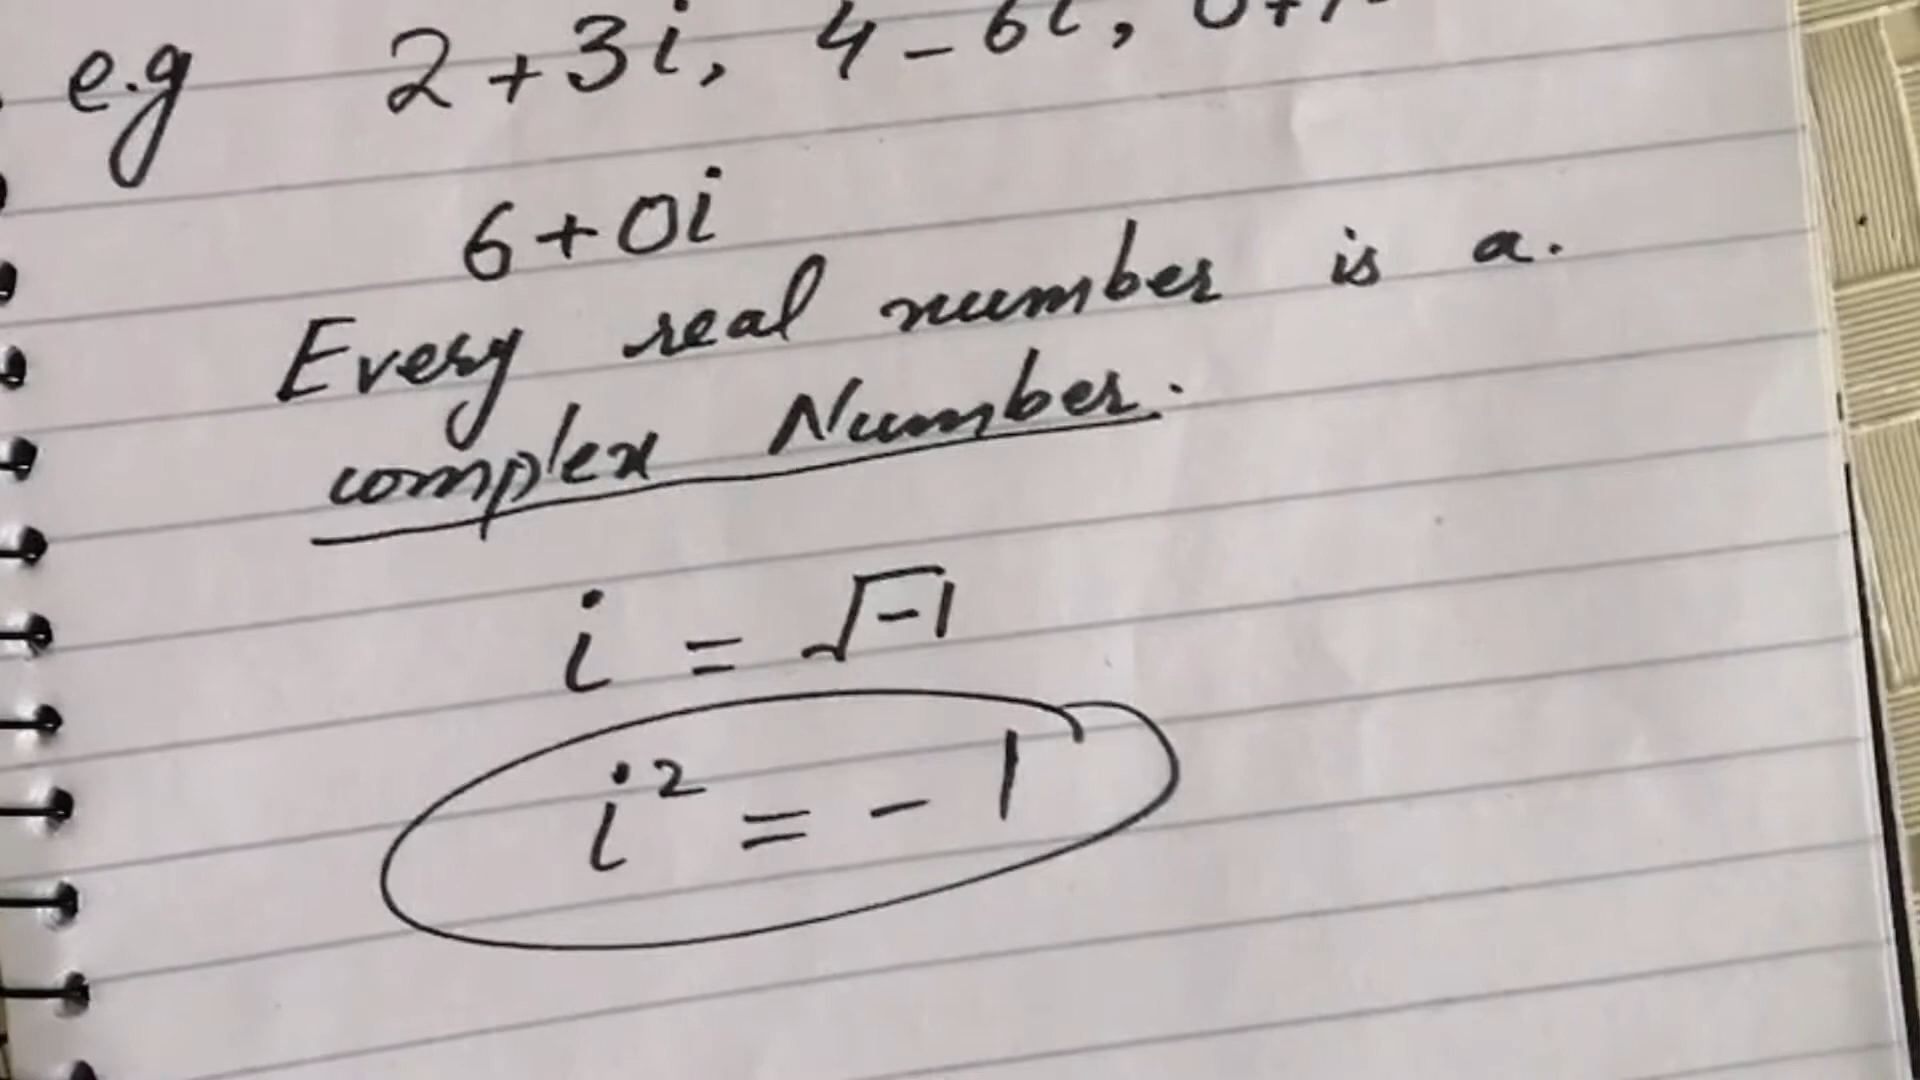 e.g 2+3i, 4-6i,
6+0i
Every real number is a.
complex Number.
i = √-1
i² = -1